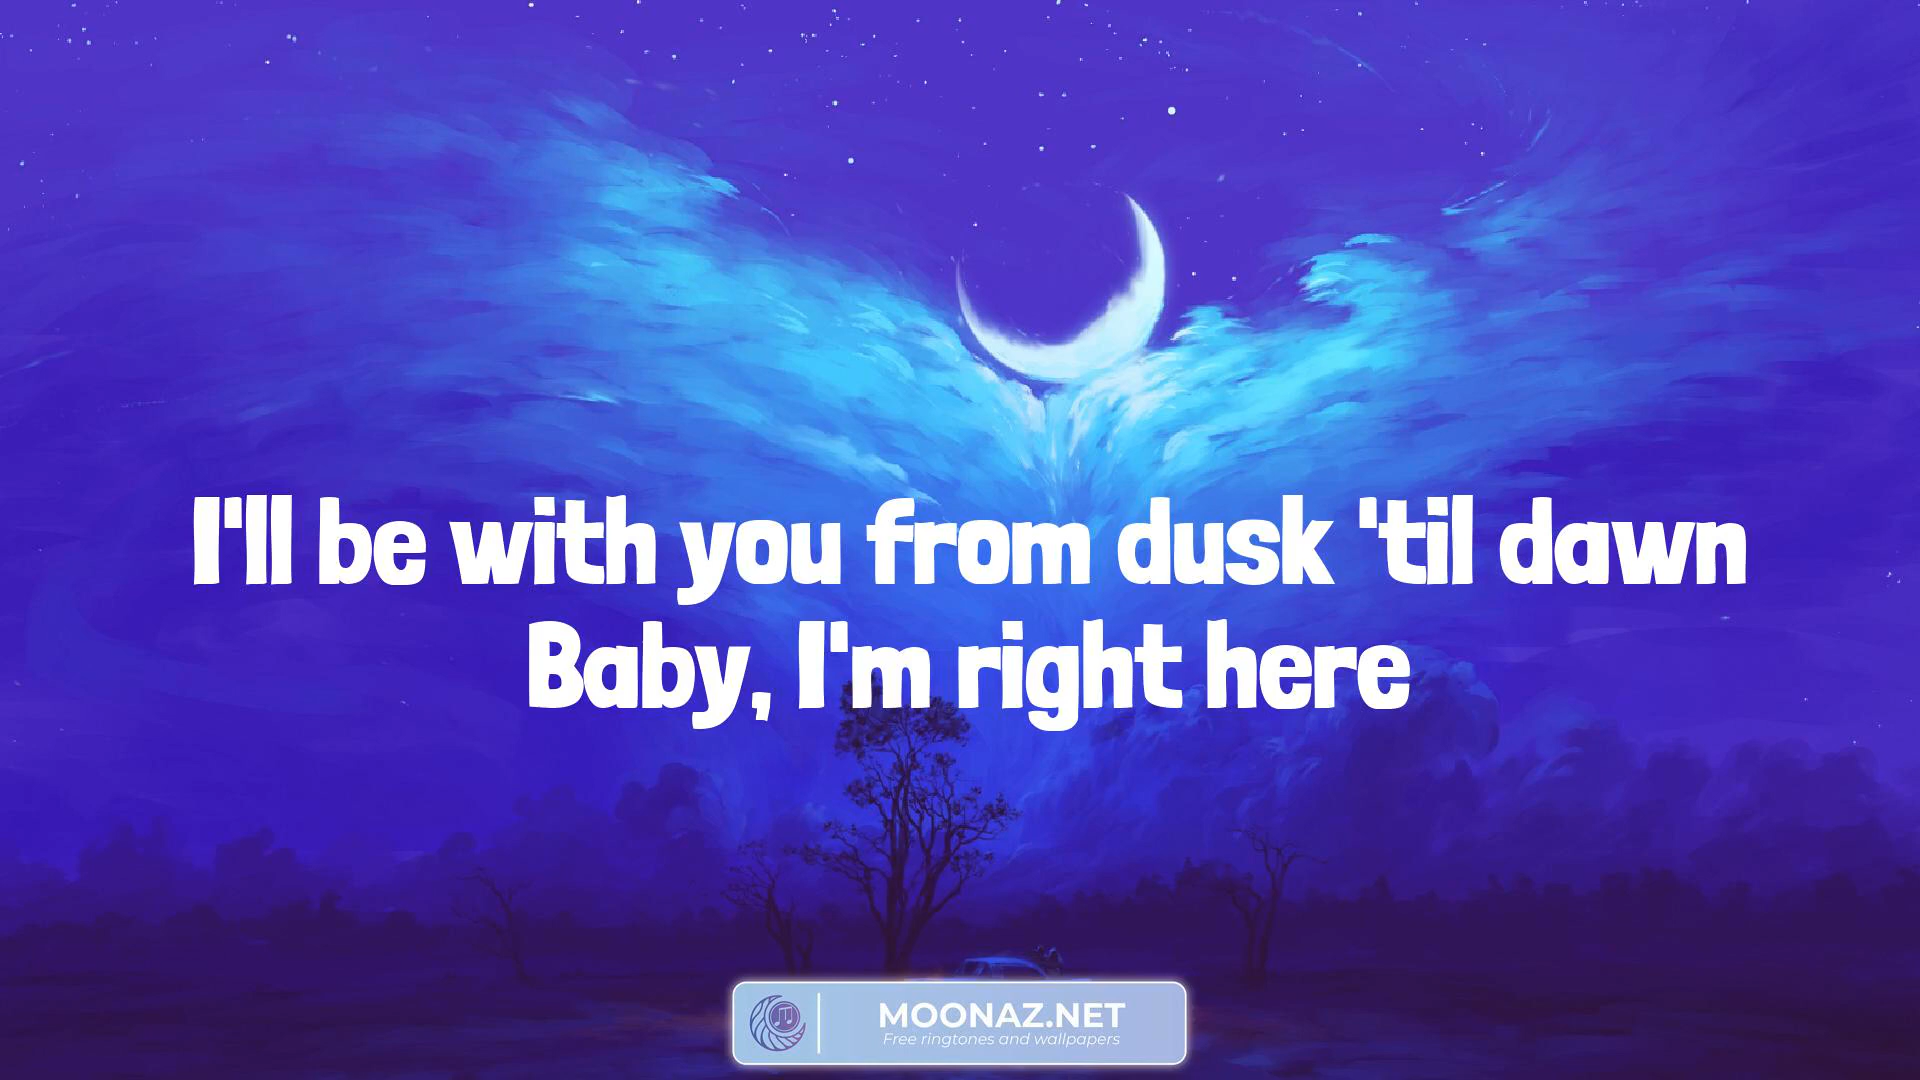 I'll be with you from dusk 'til dawn
Baby, I'm right here
MOONAZ.NET
Free ringtones and wallpapers